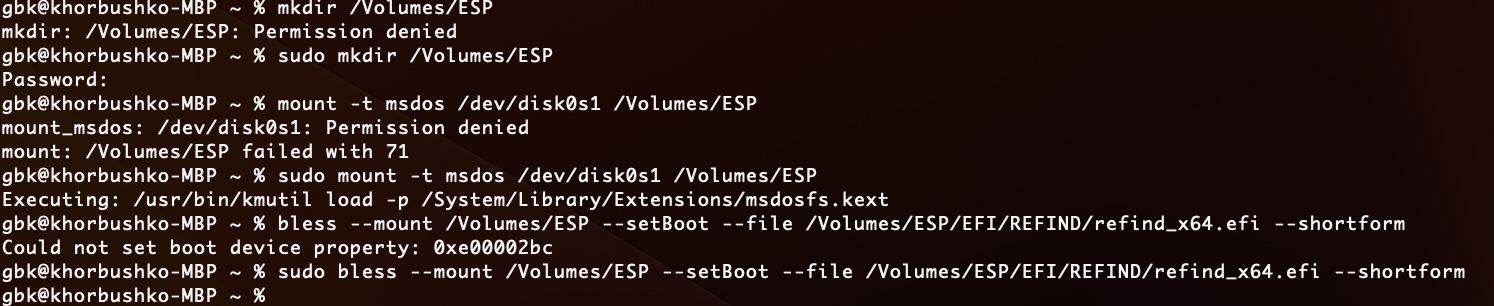 gbk@khorbushko-MBP ~ % mkdir /Volumes/ESP
mkdir: /Volumes/ESP: Permission denied
gbk@khorbushko-MBP ~ % sudo mkdir /Volumes/ESP
Password:
gbk@khorbushko-MBP ~ % mount -t msdos /dev/disk0s1 /Volumes/ESP
mount_msdos: /dev/disk0s1: Permission denied
mount: /Volumes/ESP failed with 71
gbk@khorbushko-MBP ~ % sudo mount -t msdos /dev/disk0s1 /Volumes/ESP
Executing: /usr/bin/kmutil load -p /System/Library/Extensions/msdosfs.kext
gbk@khorbushko-MBP ~ % bless --mount /Volumes/ESP --setBoot --file /Volumes/ESP/EFI/REFIND/refind_x64.efi --shortform
Could not set boot device property: 0xe00002bc
gbk@khorbushko-MBP ~ % sudo bless --mount /Volumes/ESP --setBoot --file /Volumes/ESP/EFI/REFIND/refind_x64.efi --shortform
gbk@khorbushko-MBP ~ %